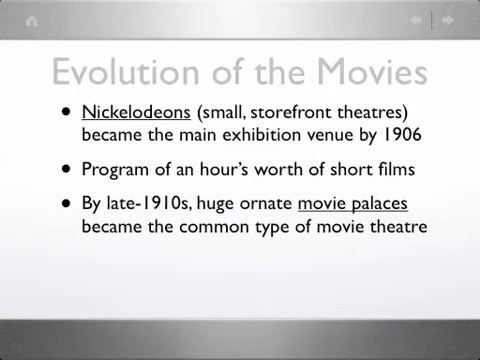 Evolution of the Movies
• Nickelodeons (small, storefront theatres)
became the main exhibition venue by 1906
• Program of an hour's worth of short films
• By late-1910s, huge ornate movie palaces
became the common type of movie theatre